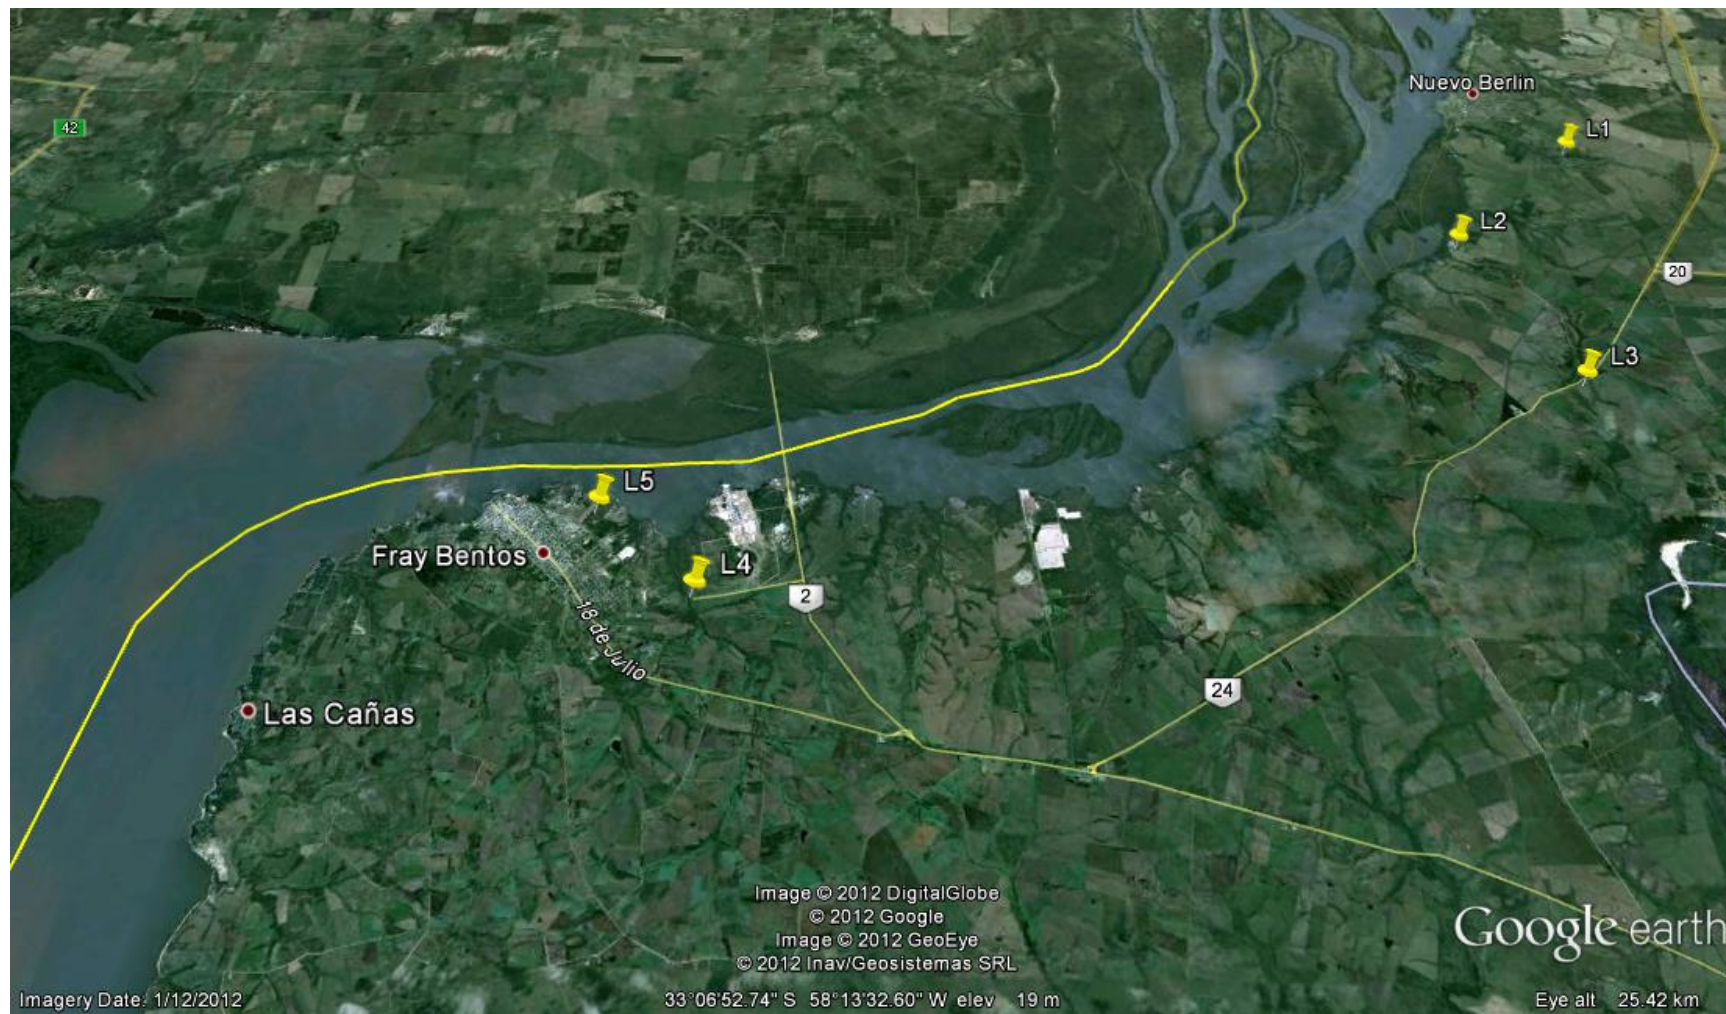 Nuevo Berlin
42
L1
L2
20
L3
L5
Fray Bentos
L4
2
18 de Julio
24
Las Cañas
Image © 2012 DigitalGlobe
© 2012 Google
Image © 2012 GeoEye
© 2012 Inav/Geosistemas SRL
Google earth
Imagery Date: 1/12/2012
33°06'52.74" S 58°13'32.60" W elev 19 m
Eye alt 25.42 km